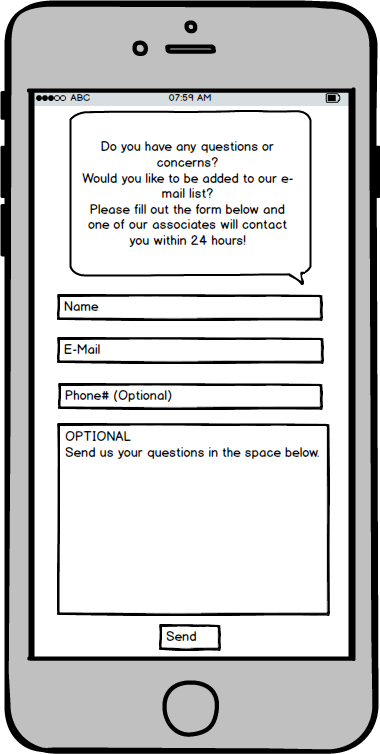 ABC 07:59 AM
Do you have any questions or
concerns?
Would you like to be added to our e-
mail list?
Please fill out the form below and
one of our associates will contact
you within 24 hours!
Name
E-Mail
Phone# (Optional)
OPTIONAL
Send us your questions in the space below.
Send